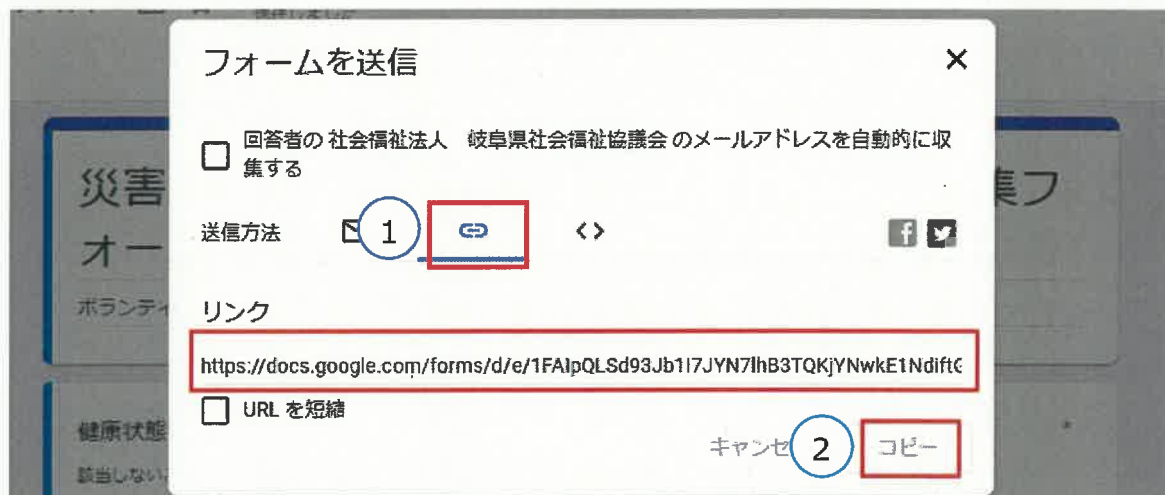 フォームを送信
×
回答者の 社会福祉法人　岐阜県社会福祉協議会 のメールアドレスを自動的に収
集する
災害
集フ
送信方法
1
オー
ボランティ
リンク
https://docs.google.com/forms/d/e/1FAIpQLSd93Jb1I7JYN7lhB3TQKjYNwkE1Ndift
URL を短縮
健康状態
キャンセ
2
コピー
該当しない